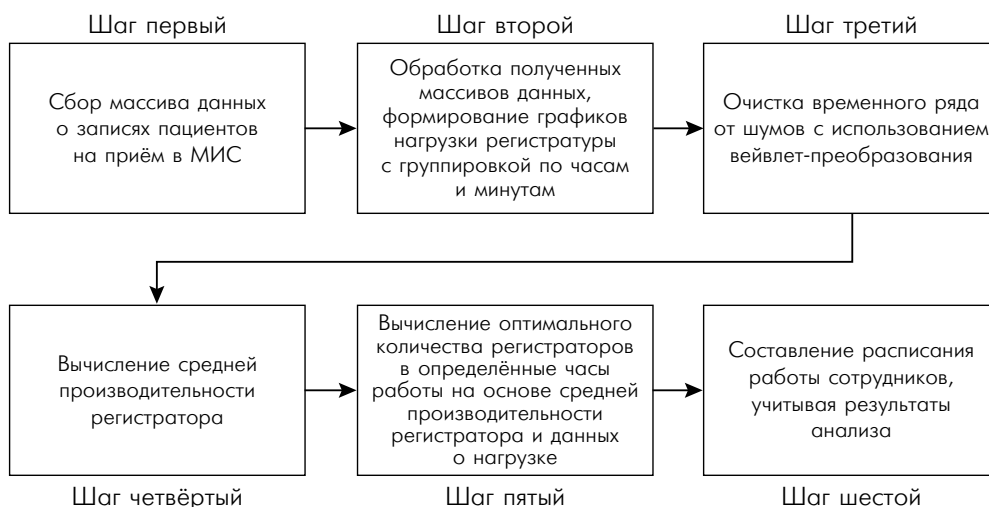 Шаг первый
Сбор массива данных
о записях пациентов
на приём в МИС
Шаг второй
Обработка полученных
массивов данных,
формирование графиков
нагрузки регистратуры
с группировкой по часам
и минутам
Шаг третий
Очистка временного ряда
от шумов с использованием
вейвлет-преобразования
Вычисление средней
производительности
регистратора
Шаг четвёртый
Вычисление оптимального
количества регистраторов
в определённые часы
работы на основе средней
производительности
регистратора и данных
о нагрузке
Шаг пятый
Составление расписания
работы сотрудников,
учитывая результаты
анализа
Шаг шестой